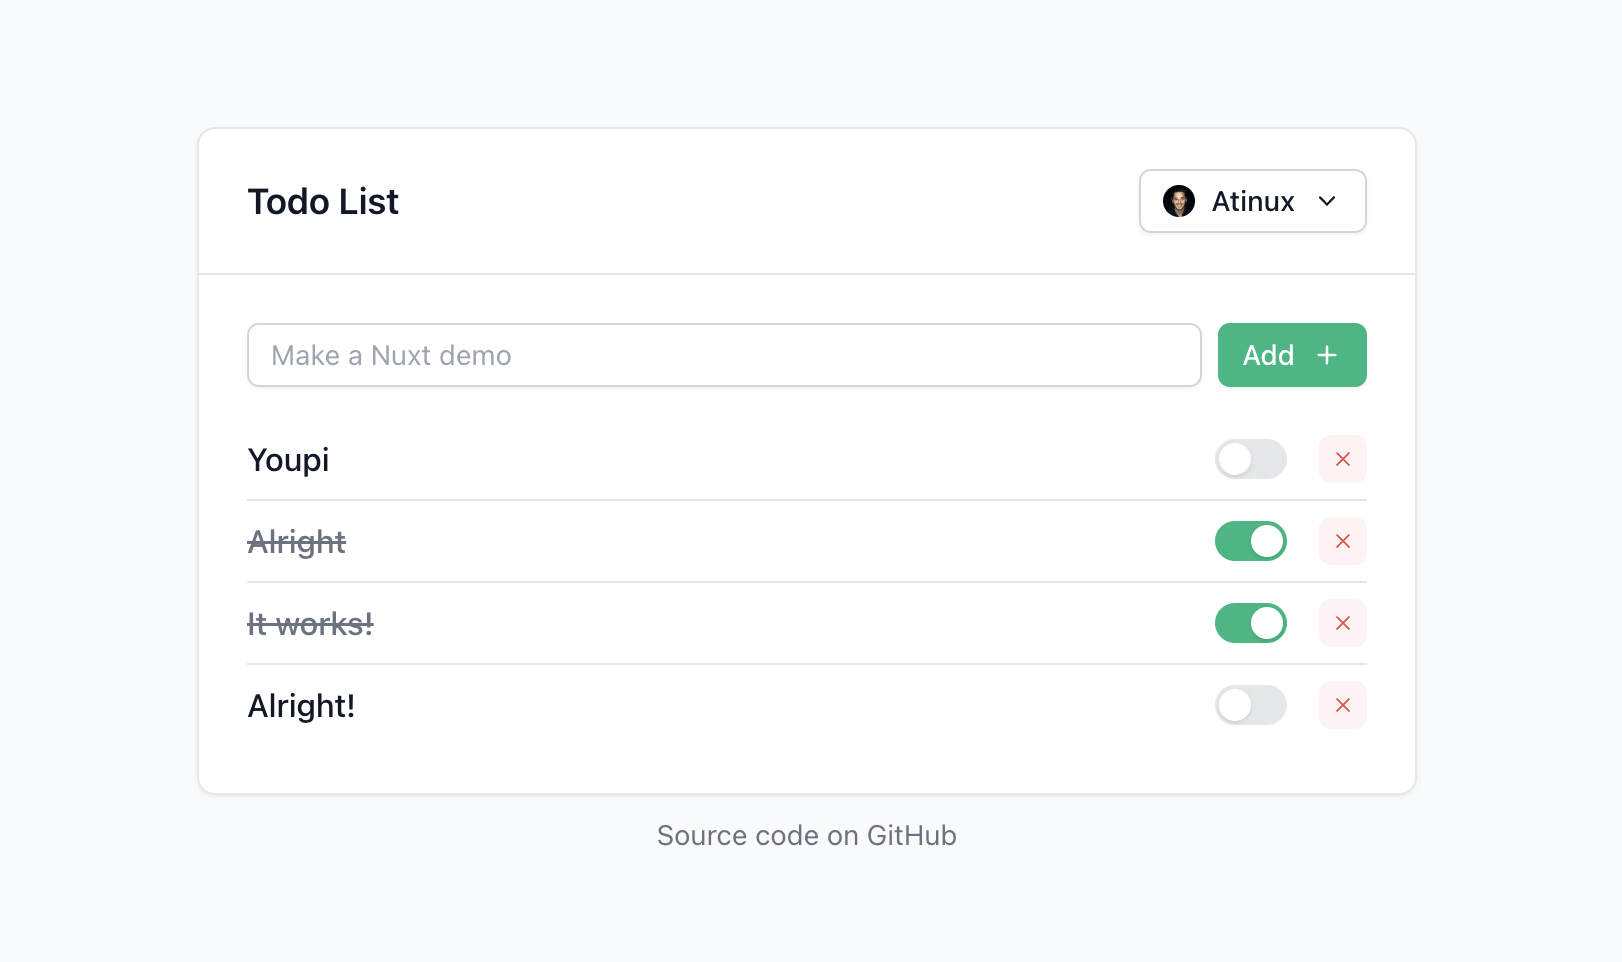 Todo List
Atinux
Make a Nuxt demo
Add
Youpi
Alright
It works!
Alright!
Source code on GitHub